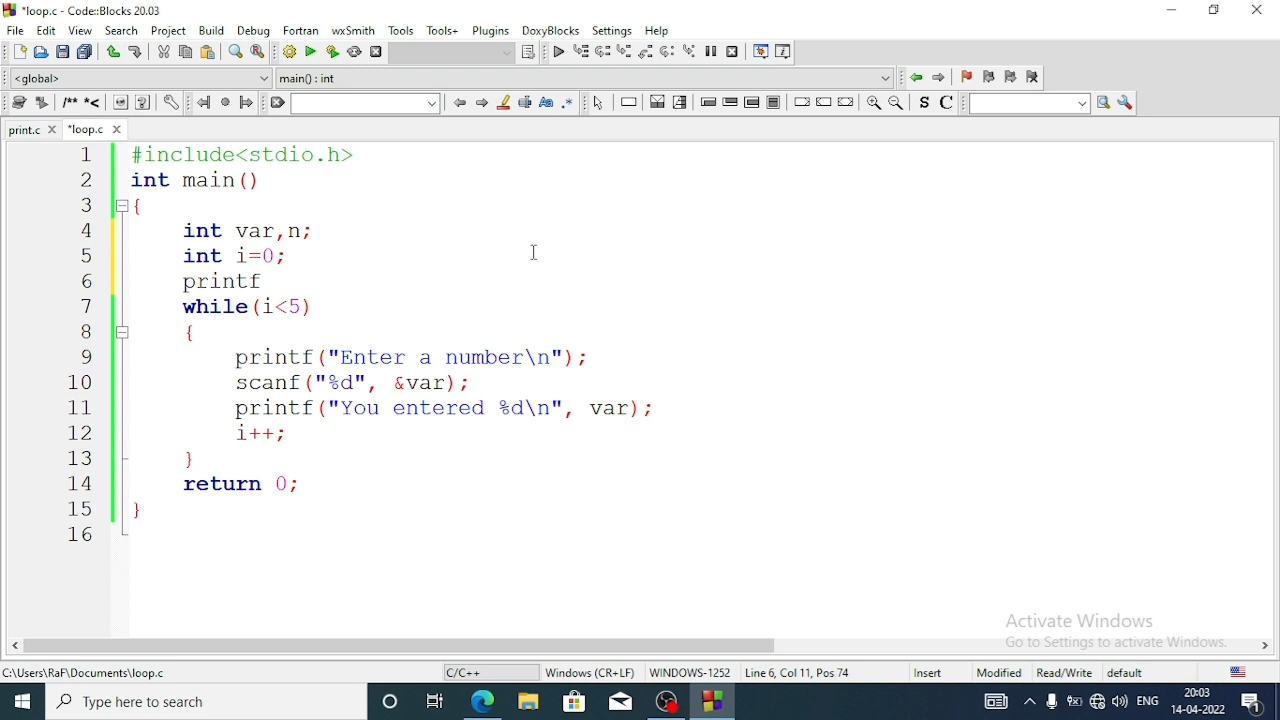 *loop.c - Code::Blocks 20.03
File Edit View Search Project Build Debug Fortran wxSmith Tools Tools+ Plugins DoxyBlocks Settings Help
<global> main() : int
/** *< S C
print.c *loop.c
1 #include<stdio.h>
2 int main()
3 {
4 int var,n;
5 int i=0;
6 printf
7 while(i<5)
8 {
9 printf("Enter a number\n");
10 scanf("%d", &var);
11 printf("You entered %d\n", var);
12 i++;
13 }
14 return 0;
15 }
16
Activate Windows
Go to Settings to activate Windows.
C:\Users\RaF\Documents\loop.c C/C++ Windows (CR+LF) WINDOWS-1252 Line 6, Col 11, Pos 74 Insert Modified Read/Write default
Type here to search ENG 20:03
14-04-2022 1